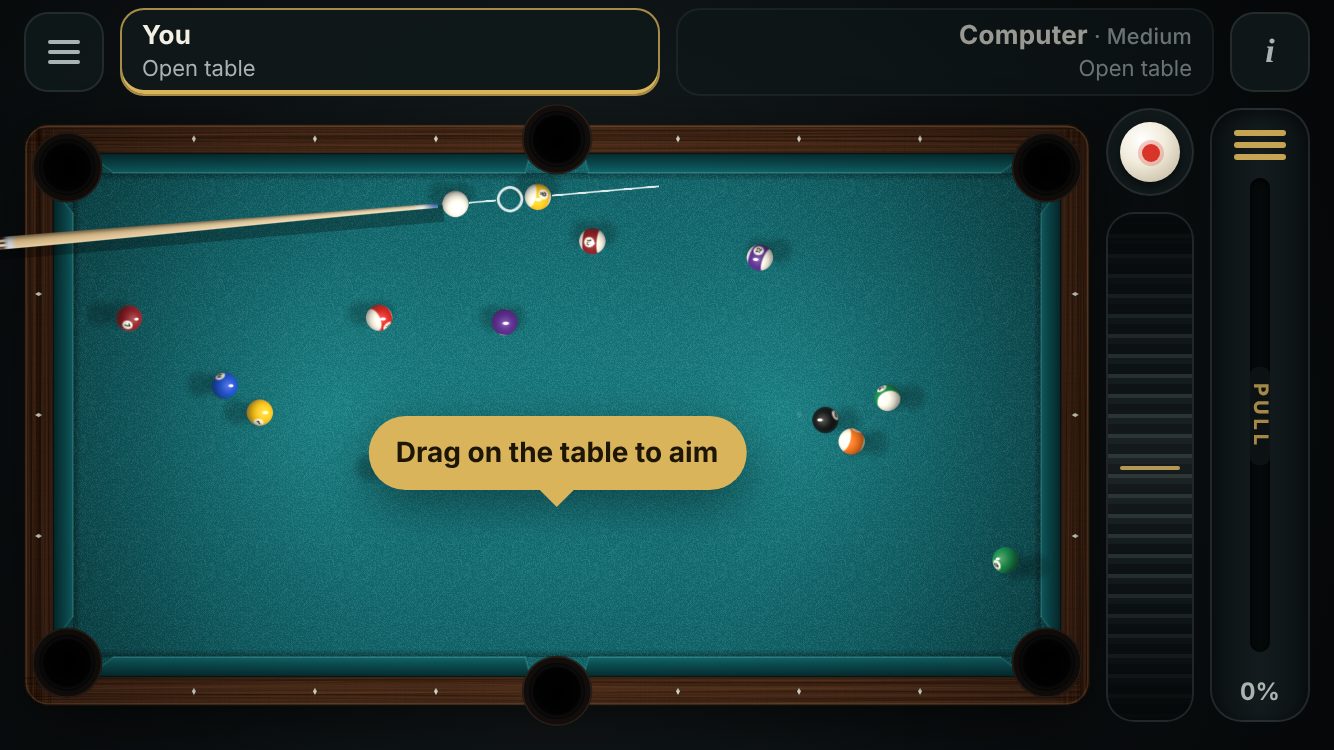 You
Open table
Computer · Medium
Open table
i
Drag on the table to aim
PULL
0%